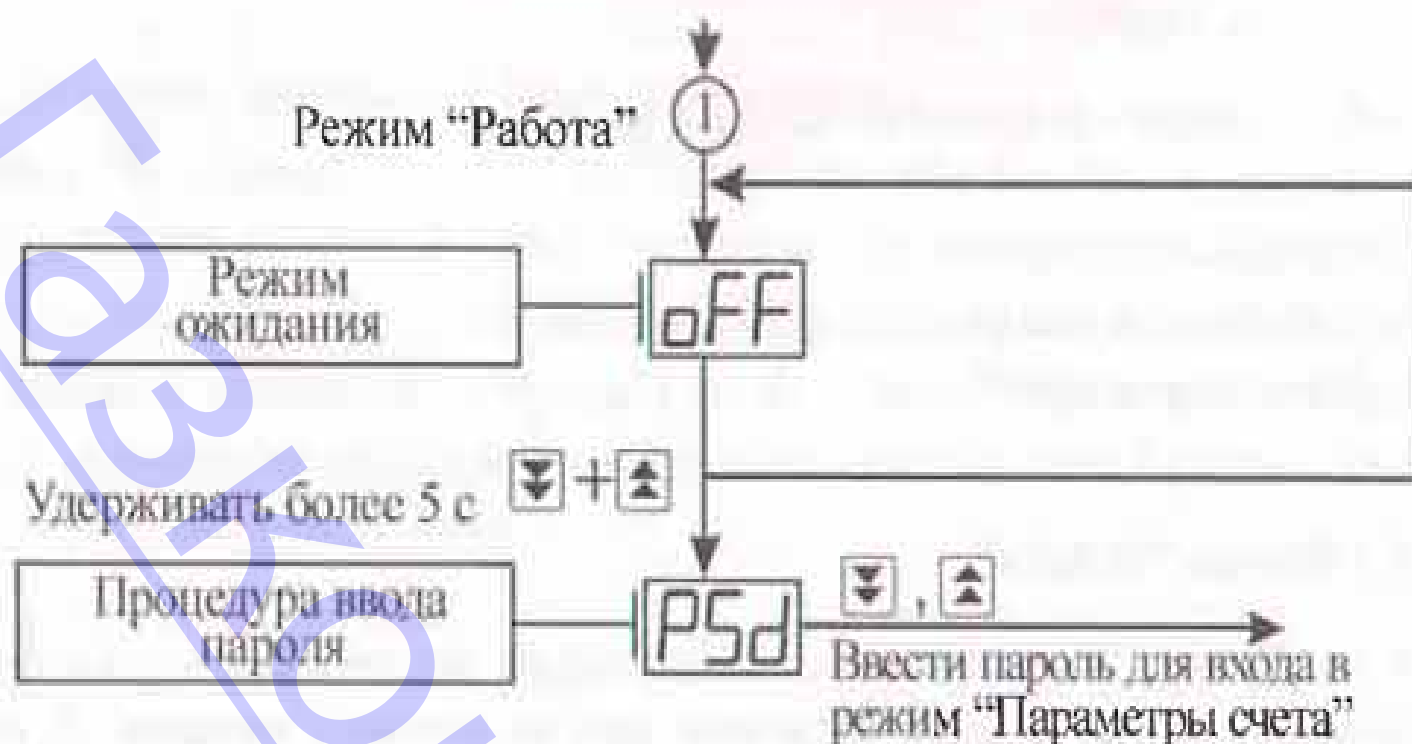 Режим “Работа”
1
Режим
ожидания
oFF
Удерживать более 5 с
+
Процедура ввода
пароля
PSd
,
Ввести пароль для входа в
режим “Параметры счета”